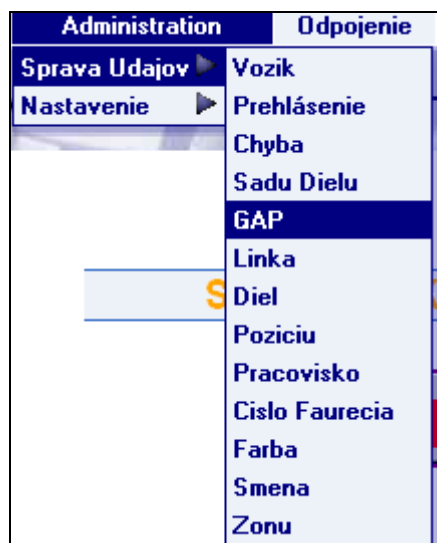 Administration Odpojenie
Sprava Udajov Vozik
Nastavenie Prehlásenie
Chyba
Sadu Dielu
GAP
Linka
S Diel
Poziciu
Pracovisko
Cislo Faurecia
Farba
Smena
Zonu